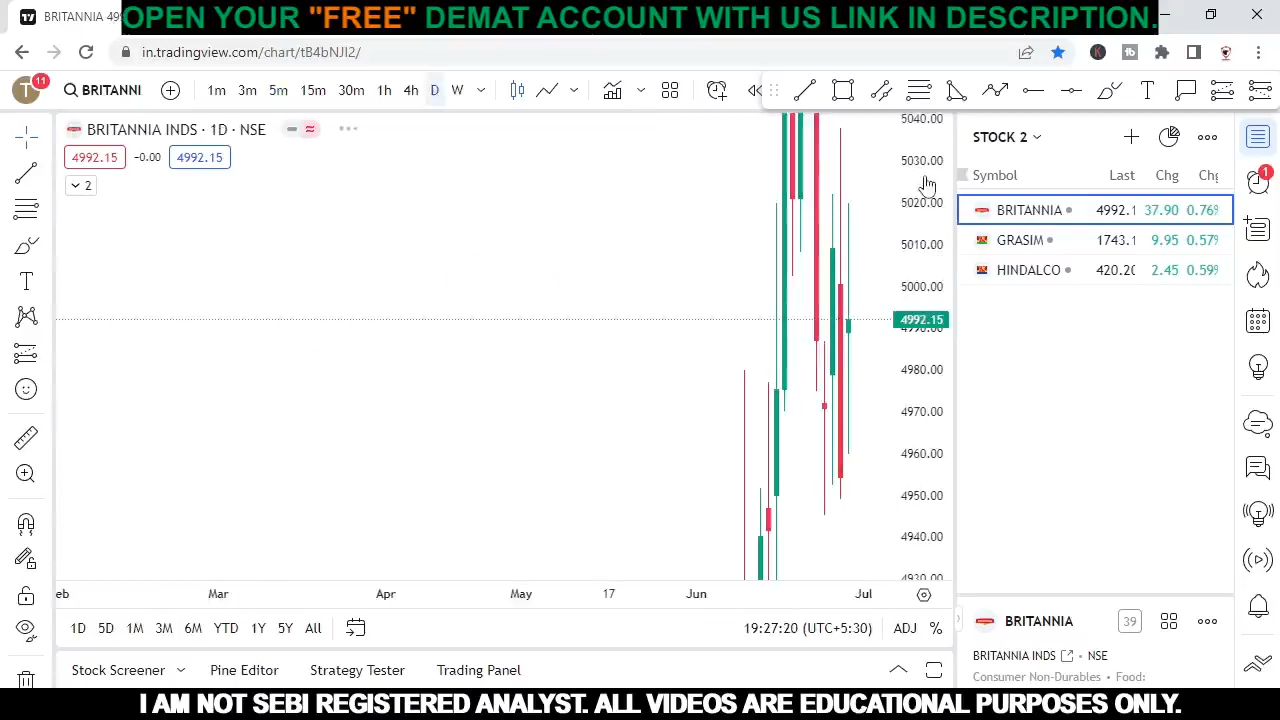 OPEN YOUR "FREE" DEMAT ACCOUNT WITH US LINK IN DESCRIPTION.
BRITANNIA 49
in.tradingview.com/chart/tB4bNJI2/
T 11 BRITANNI 1m 3m 5m 15m 30m 1h 4h D W
BRITANNIA INDS · 1D · NSE
4992.15 -0.00 4992.15
2
5040.00
5030.00
5020.00
5010.00
5000.00
4992.15
4990.00
4980.00
4970.00
4960.00
4950.00
4940.00
4930.00
eb Mar Apr May 17 Jun Jul
1D 5D 1M 3M 6M YTD 1Y 5Y All 19:27:20 (UTC+5:30) ADJ %
Stock Screener Pine Editor Strategy Tester Trading Panel
STOCK 2
Symbol Last Chg Chg
BRITANNIA 4992.1 37.90 0.76%
GRASIM 1743.1 9.95 0.57%
HINDALCO 420.20 2.45 0.59%
1
BRITANNIA 39
BRITANNIA INDS · NSE
Consumer Non-Durables · Food:
I AM NOT SEBI REGISTERED ANALYST. ALL VIDEOS ARE EDUCATIONAL PURPOSES ONLY.